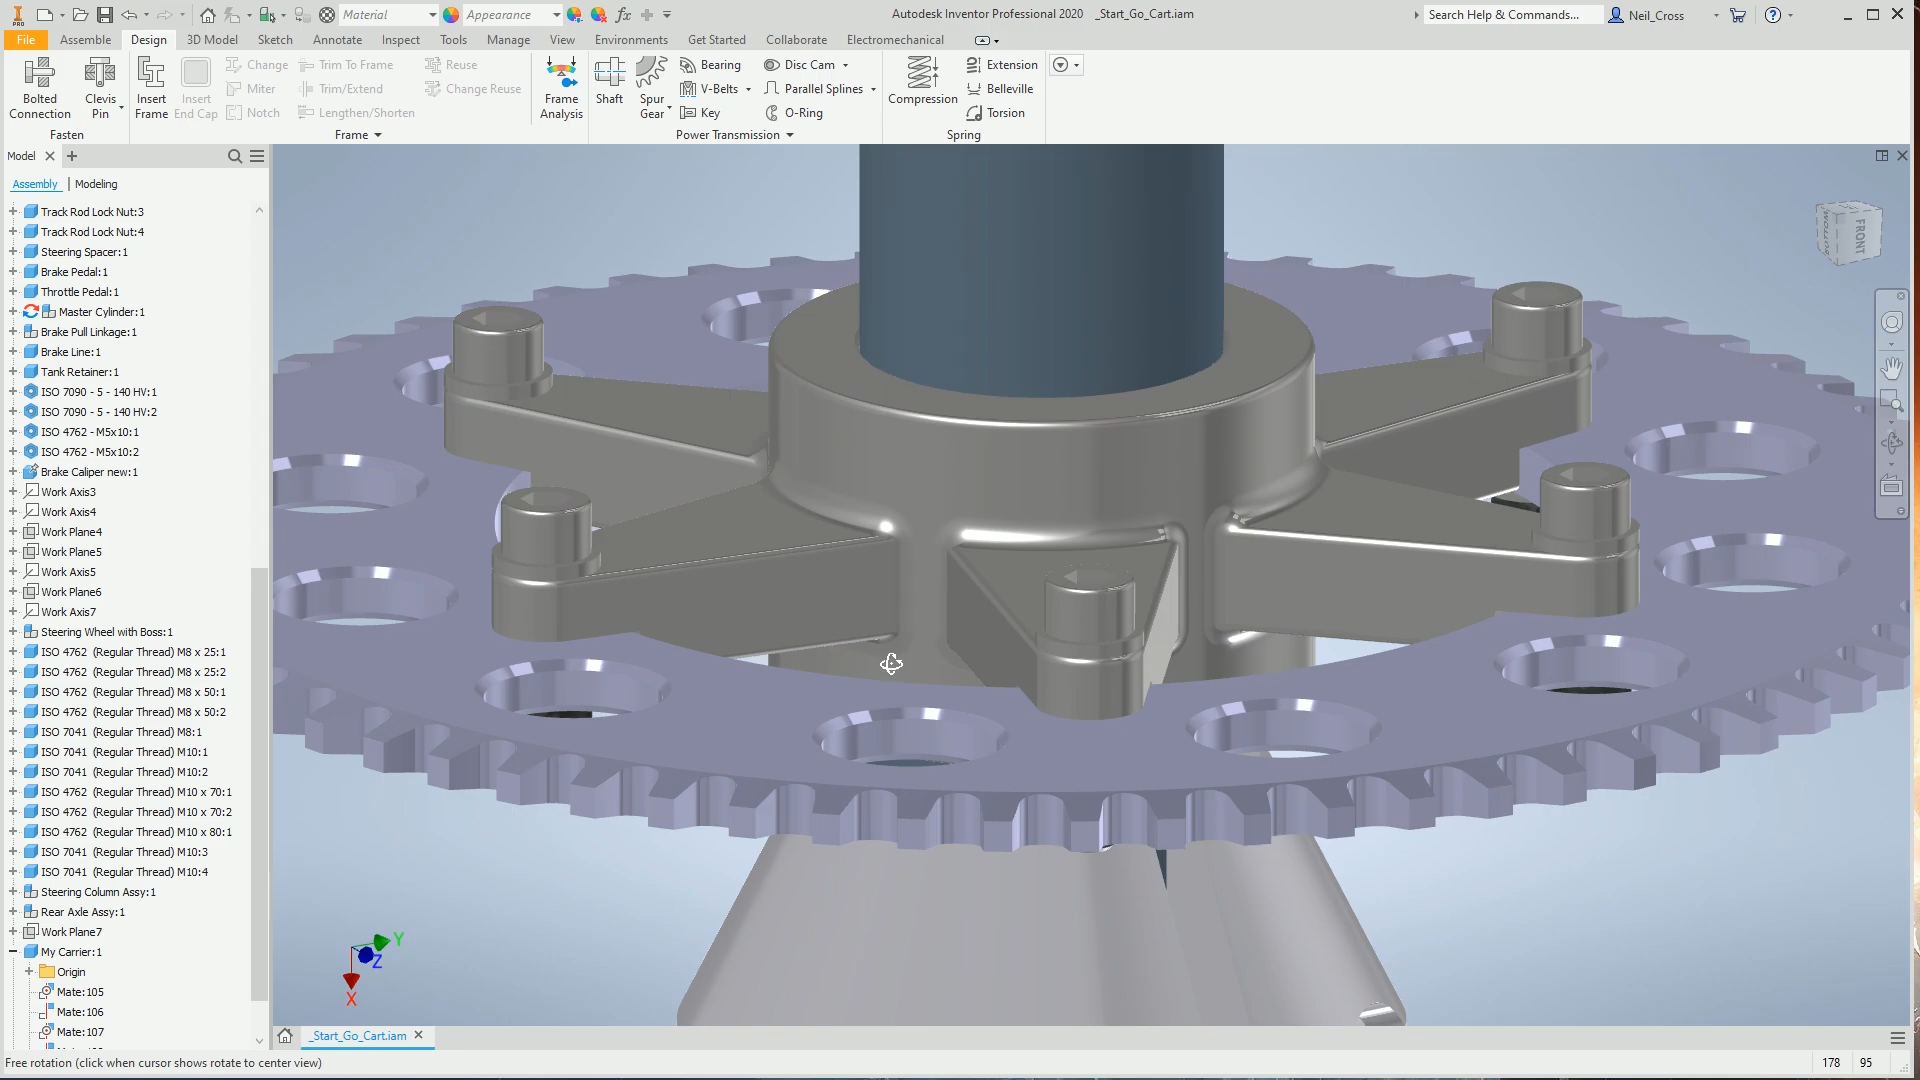 PRO
Material
Appearance
fx
Autodesk Inventor Professional 2020 _Start_Go_Cart.iam
Search Help & Commands...
Neil_Cross
File
Assemble
Design
3D Model
Sketch
Annotate
Inspect
Tools
Manage
View
Environments
Get Started
Collaborate
Electromechanical
Bolted Connection
Clevis Pin
Insert Frame
Insert End Cap
Change
Miter
Notch
Trim To Frame
Trim/Extend
Lengthen/Shorten
Reuse
Change Reuse
Frame Analysis
Shaft
Spur Gear
Bearing
V-Belts
Key
Disc Cam
Parallel Splines
O-Ring
Compression
Extension
Belleville
Torsion
Fasten
Frame
Power Transmission
Spring
Model
Assembly | Modeling
Track Rod Lock Nut:3
Track Rod Lock Nut:4
Steering Spacer:1
Brake Pedal:1
Throttle Pedal:1
Master Cylinder:1
Brake Pull Linkage:1
Brake Line:1
Tank Retainer:1
ISO 7090 - 5 - 140 HV:1
ISO 7090 - 5 - 140 HV:2
ISO 4762 - M5x10:1
ISO 4762 - M5x10:2
Brake Caliper new:1
Work Axis3
Work Axis4
Work Plane4
Work Plane5
Work Axis5
Work Plane6
Work Axis7
Steering Wheel with Boss:1
ISO 4762 (Regular Thread) M8 x 25:1
ISO 4762 (Regular Thread) M8 x 25:2
ISO 4762 (Regular Thread) M8 x 50:1
ISO 4762 (Regular Thread) M8 x 50:2
ISO 7041 (Regular Thread) M8:1
ISO 7041 (Regular Thread) M10:1
ISO 7041 (Regular Thread) M10:2
ISO 4762 (Regular Thread) M10 x 70:1
ISO 4762 (Regular Thread) M10 x 70:2
ISO 4762 (Regular Thread) M10 x 80:1
ISO 7041 (Regular Thread) M10:3
ISO 7041 (Regular Thread) M10:4
Steering Column Assy:1
Rear Axle Assy:1
Work Plane7
My Carrier:1
Origin
Mate:105
Mate:106
Mate:107
BOTTOM
FRONT
Y
Z
X
_Start_Go_Cart.iam
Free rotation (click when cursor shows rotate to center view)
178
95